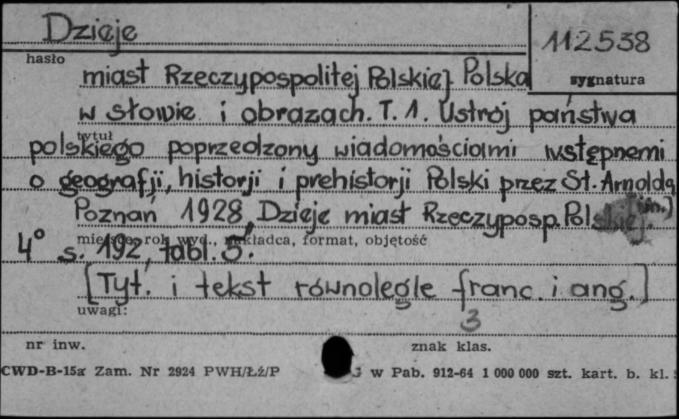 Dzieje
112538
hasło
sygnatura
miast Rzeczypospolitej Polskiej. Polska
w słowie i obrazach. T. 1. Ustrój państwa
tytuł
polskiego poprzedzony wiadomościami wstępnemi
o geografji, historji i prehistorji Polski przez St. Arnolda
Poznań 1928, Dzieje miast Rzeczyposp. Polskiej.
miejsce, rok wyd., nakładca, format, objętość
4° s. 192, tabl. 5.
[Tyt. i tekst równolegle franc. i ang.]
uwagi:
3
nr inw.
znak klas.
CWD-B-15a Zam. Nr 2924 PWH/Łź/P
w Pab. 912-64 1 000 000 szt. kart. b. kl.